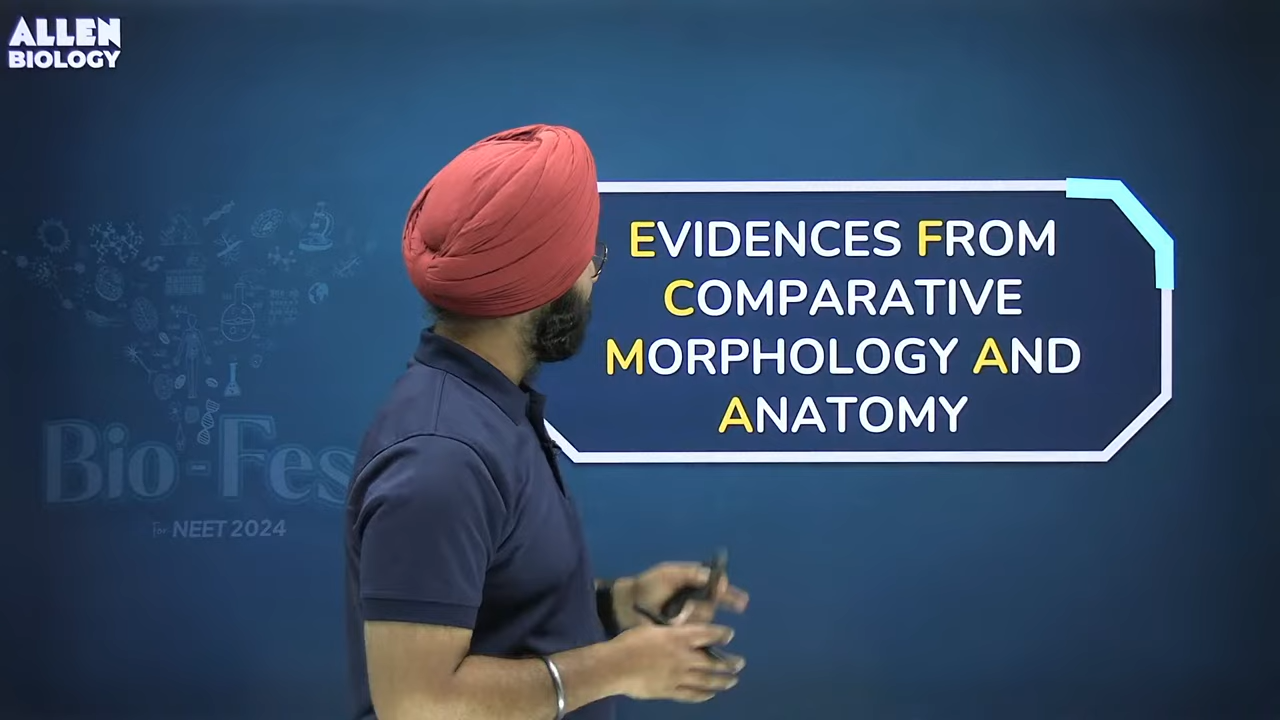 ALLEN
BIOLOGY
EVIDENCES FROM
COMPARATIVE
MORPHOLOGY AND
ANATOMY
Bio-Fes
For NEET 2024